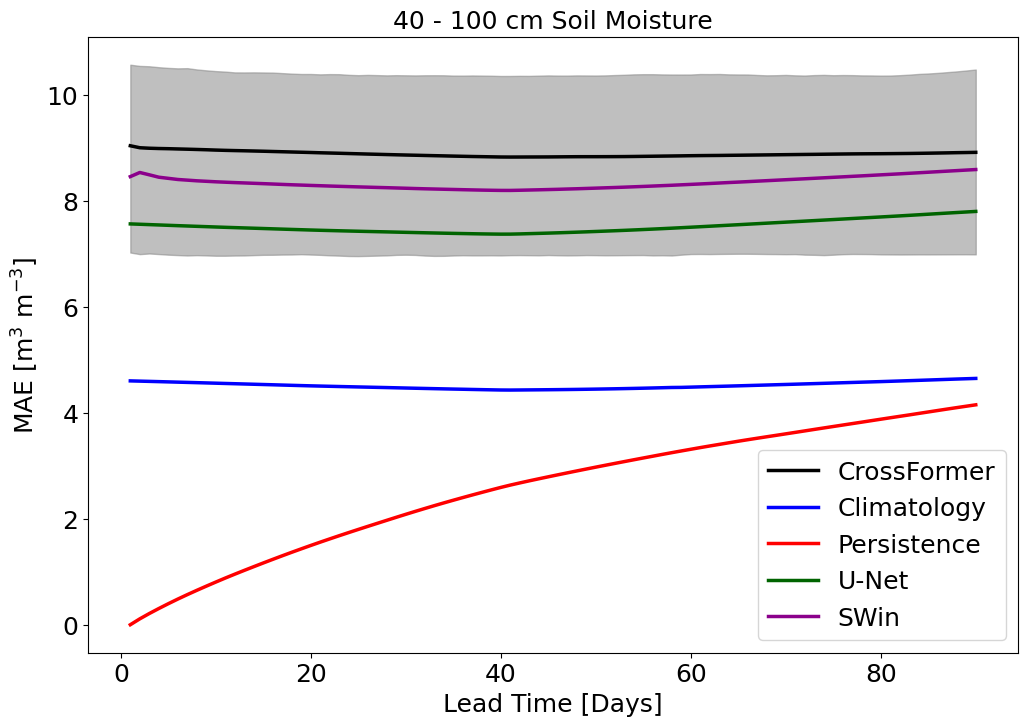 40 - 100 cm Soil Moisture
MAE [m³ m⁻³]
10
8
6
4
2
0
0 20 40 60 80
Lead Time [Days]
CrossFormer
Climatology
Persistence
U-Net
SWin